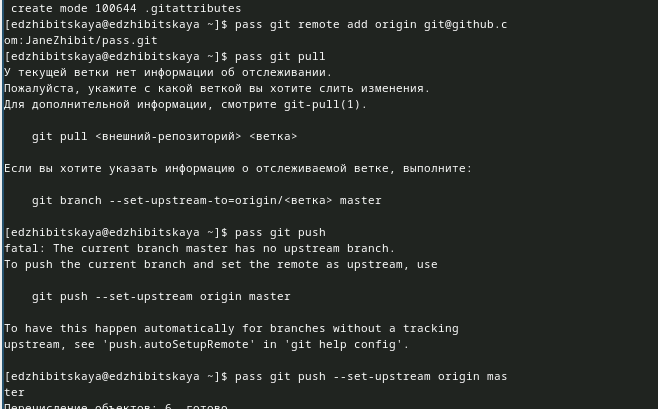 create mode 100644 .gitattributes
[edzhibitskaya@edzhibitskaya ~]$ pass git remote add origin git@github.c
om:JaneZhibit/pass.git
[edzhibitskaya@edzhibitskaya ~]$ pass git pull
У текущей ветки нет информации об отслеживании.
Пожалуйста, укажите с какой веткой вы хотите слить изменения.
Для дополнительной информации, смотрите git-pull(1).
git pull <внешний-репозиторий> <ветка>
Если вы хотите указать информацию о отслеживаемой ветке, выполните:
git branch --set-upstream-to=origin/<ветка> master
[edzhibitskaya@edzhibitskaya ~]$ pass git push
fatal: The current branch master has no upstream branch.
To push the current branch and set the remote as upstream, use
git push --set-upstream origin master
To have this happen automatically for branches without a tracking
upstream, see 'push.autoSetupRemote' in 'git help config'.
[edzhibitskaya@edzhibitskaya ~]$ pass git push --set-upstream origin mas
ter
Перечисление объектов: 6, готово.